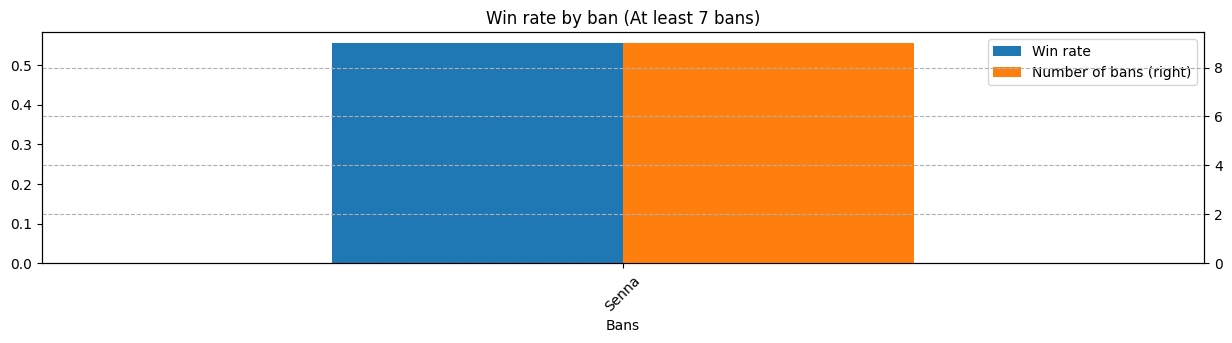 Win rate by ban (At least 7 bans)
Win rate
Number of bans (right)
0.5
0.4
0.3
0.2
0.1
0.0
8
6
4
2
0
Senna
Bans